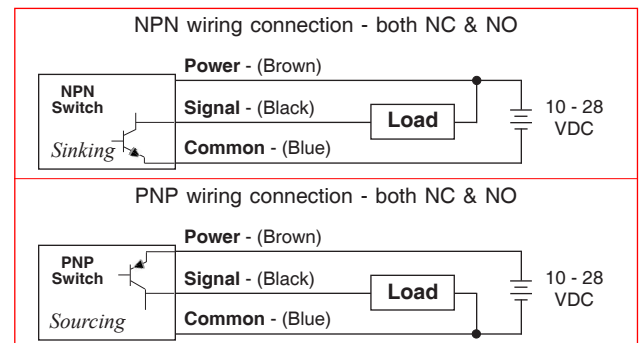 NPN wiring connection - both NC & NO
Power - (Brown)
NPN
Switch
Signal - (Black)
Load
10 - 28
VDC
Sinking
Common - (Blue)
PNP wiring connection - both NC & NO
Power - (Brown)
PNP
Switch
Signal - (Black)
Load
10 - 28
VDC
Sourcing
Common - (Blue)